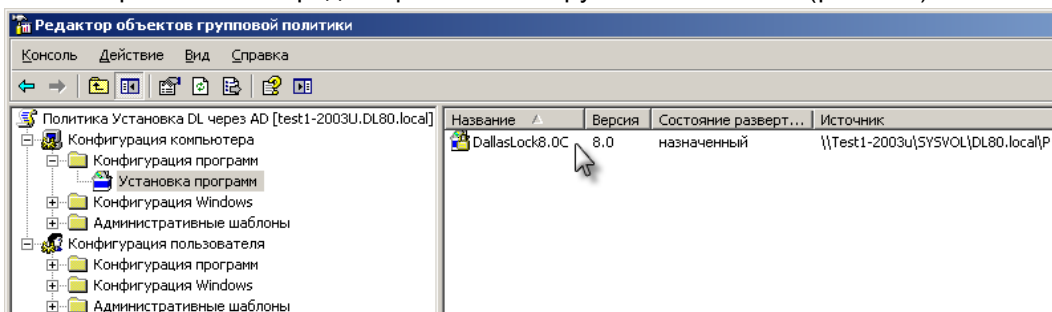 Редактор объектов групповой политики
Консоль Действие Вид Справка
Политика Установка DL через AD [test1-2003U.DL80.local]
Конфигурация компьютера
Конфигурация программ
Установка программ
Конфигурация Windows
Административные шаблоны
Конфигурация пользователя
Конфигурация программ
Конфигурация Windows
Административные шаблоны
Название Версия Состояние разверт... Источник
DallasLock8.0C 8.0 назначенный \\Test1-2003u\SYSVOL\DL80.local\P